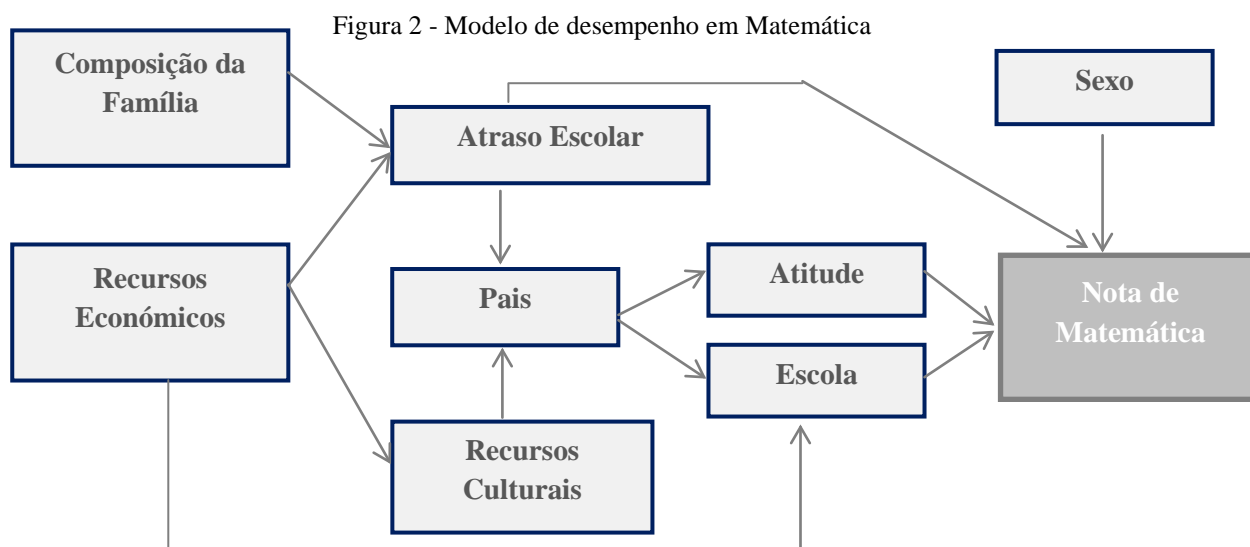 Figura 2 - Modelo de desempenho em Matemática
Composição da
Família
Sexo
Atraso Escolar
Recursos
Económicos
Pais
Atitude
Nota de
Matemática
Escola
Recursos
Culturais